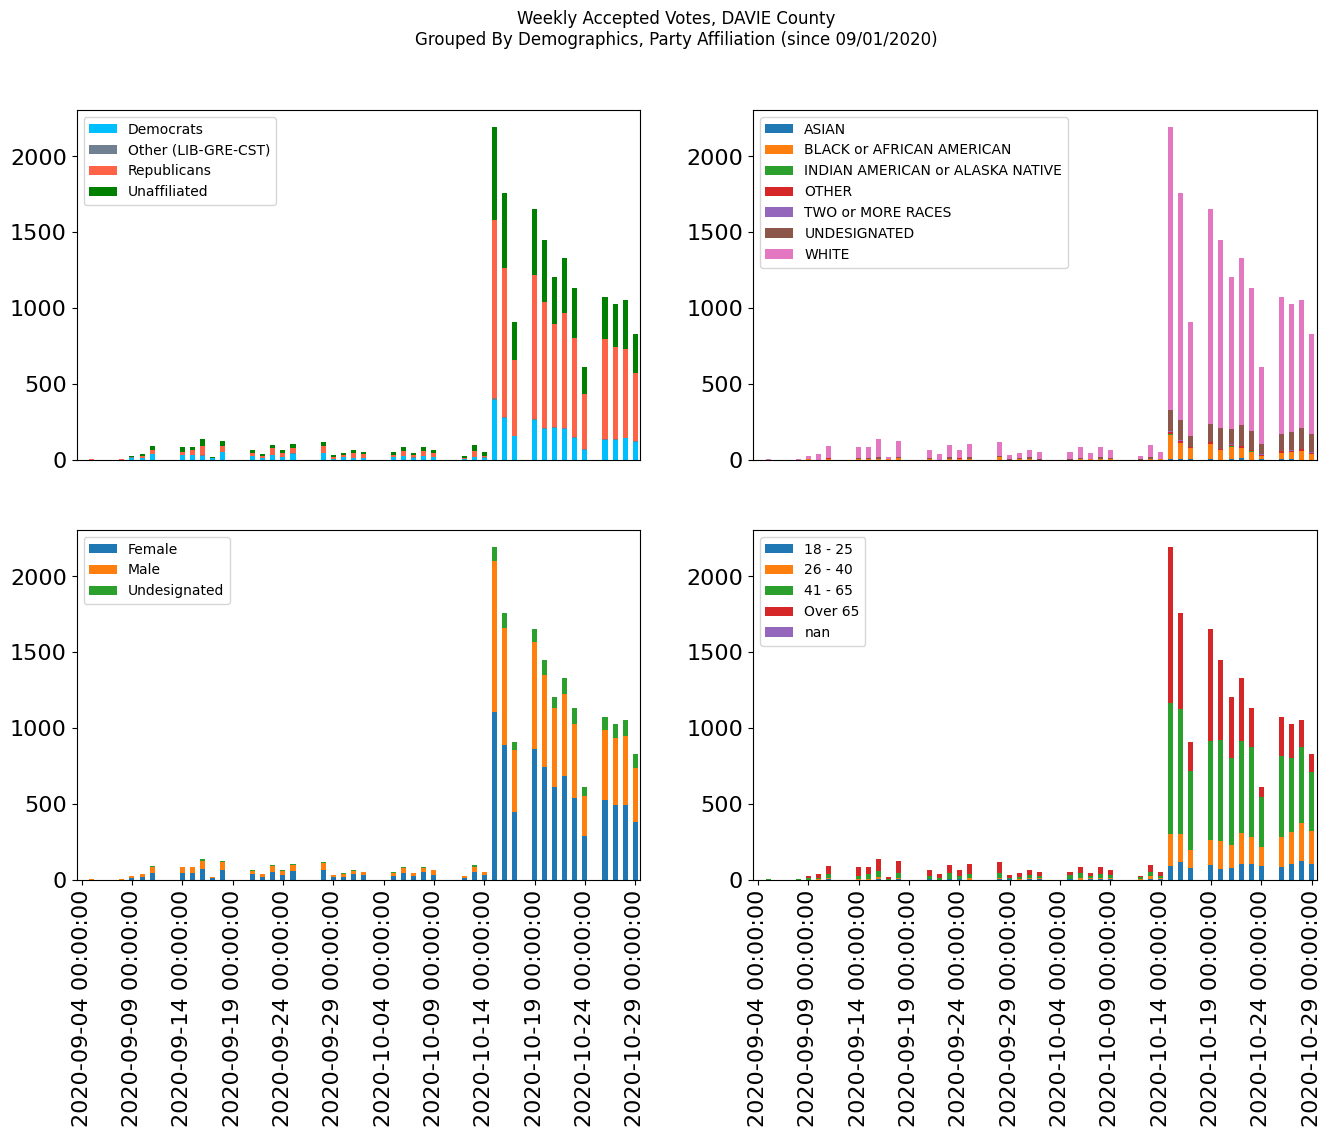 Weekly Accepted Votes, DAVIE County
Grouped By Demographics, Party Affiliation (since 09/01/2020)
2000
1500
1000
500
0
Democrats
Other (LIB-GRE-CST)
Republicans
Unaffiliated
2000
1500
1000
500
0
ASIAN
BLACK or AFRICAN AMERICAN
INDIAN AMERICAN or ALASKA NATIVE
OTHER
TWO or MORE RACES
UNDESIGNATED
WHITE
2000
1500
1000
500
0
Female
Male
Undesignated
2020-09-04 00:00:00
2020-09-09 00:00:00
2020-09-14 00:00:00
2020-09-19 00:00:00
2020-09-24 00:00:00
2020-09-29 00:00:00
2020-10-04 00:00:00
2020-10-09 00:00:00
2020-10-14 00:00:00
2020-10-19 00:00:00
2020-10-24 00:00:00
2020-10-29 00:00:00
2000
1500
1000
500
0
18 - 25
26 - 40
41 - 65
Over 65
nan
2020-09-04 00:00:00
2020-09-09 00:00:00
2020-09-14 00:00:00
2020-09-19 00:00:00
2020-09-24 00:00:00
2020-09-29 00:00:00
2020-10-04 00:00:00
2020-10-09 00:00:00
2020-10-14 00:00:00
2020-10-19 00:00:00
2020-10-24 00:00:00
2020-10-29 00:00:00